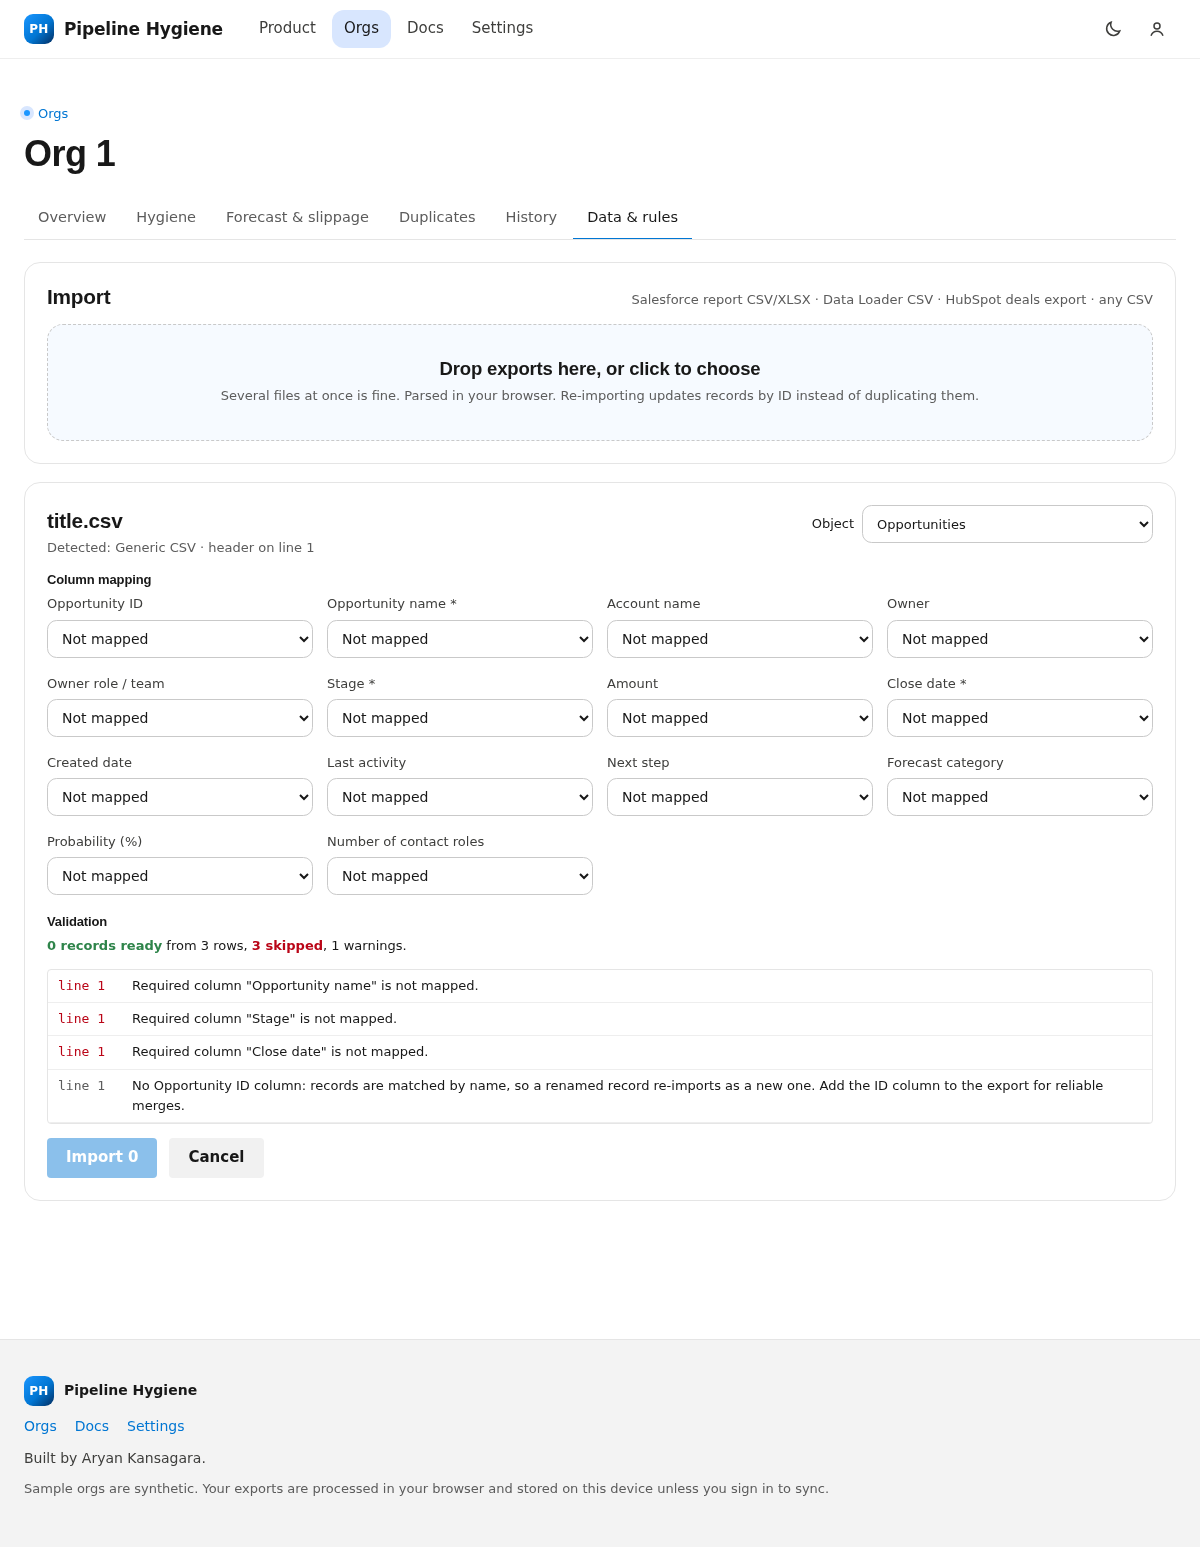 PH Pipeline Hygiene Product Orgs Docs Settings
Orgs
Org 1
Overview Hygiene Forecast & slippage Duplicates History Data & rules
Import Salesforce report CSV/XLSX · Data Loader CSV · HubSpot deals export · any CSV
Drop exports here, or click to choose
Several files at once is fine. Parsed in your browser. Re-importing updates records by ID instead of duplicating them.
title.csv Object Opportunities
Detected: Generic CSV · header on line 1
Column mapping
Opportunity ID Opportunity name * Account name Owner
Not mapped Not mapped Not mapped Not mapped
Owner role / team Stage * Amount Close date *
Not mapped Not mapped Not mapped Not mapped
Created date Last activity Next step Forecast category
Not mapped Not mapped Not mapped Not mapped
Probability (%) Number of contact roles
Not mapped Not mapped
Validation
0 records ready from 3 rows, 3 skipped, 1 warnings.
line 1 Required column "Opportunity name" is not mapped.
line 1 Required column "Stage" is not mapped.
line 1 Required column "Close date" is not mapped.
line 1 No Opportunity ID column: records are matched by name, so a renamed record re-imports as a new one. Add the ID column to the export for reliable
merges.
Import 0 Cancel
PH Pipeline Hygiene
Orgs Docs Settings
Built by Aryan Kansagara.
Sample orgs are synthetic. Your exports are processed in your browser and stored on this device unless you sign in to sync.